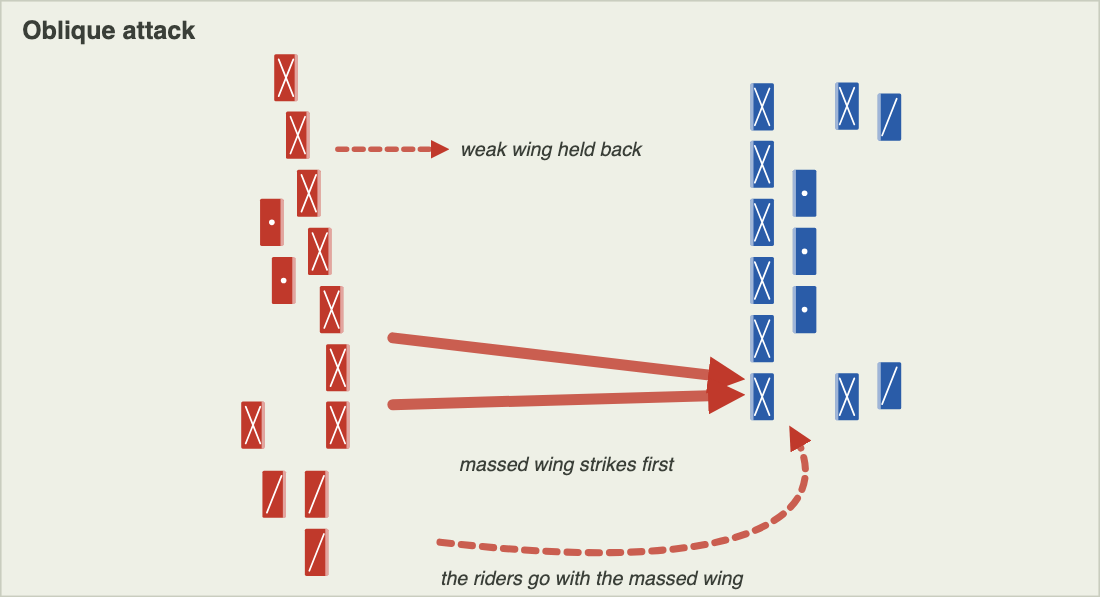 Oblique attack
weak wing held back
massed wing strikes first
the riders go with the massed wing